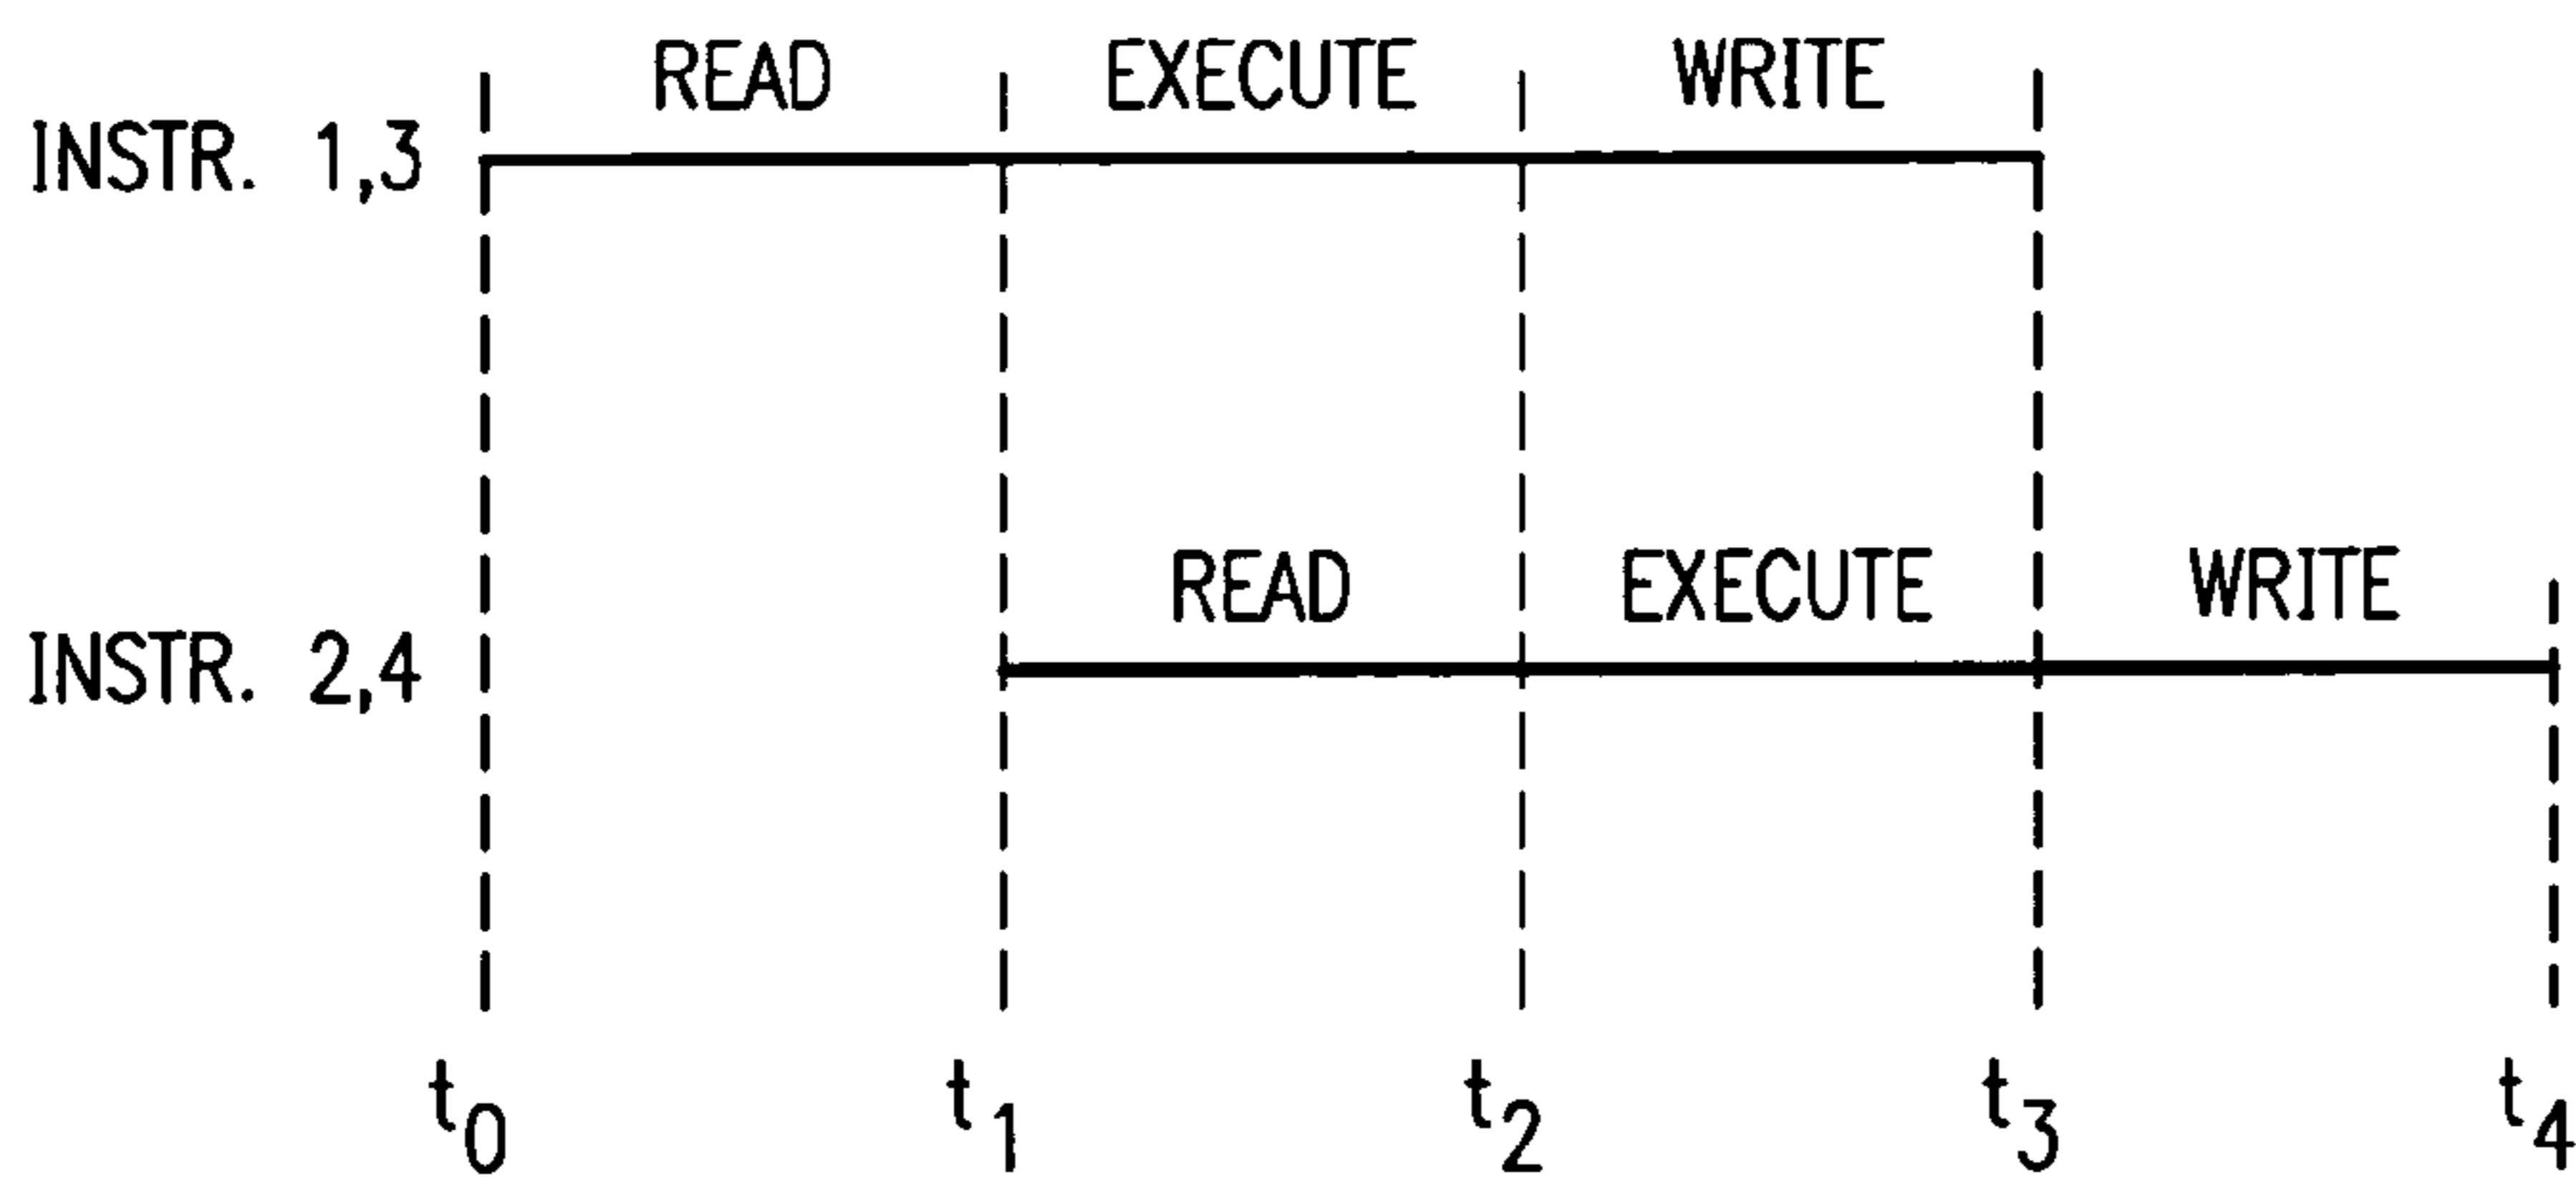 READ EXECUTE WRITE
INSTR. 1,3
READ EXECUTE WRITE
INSTR. 2,4
t0 t1 t2 t3 t4